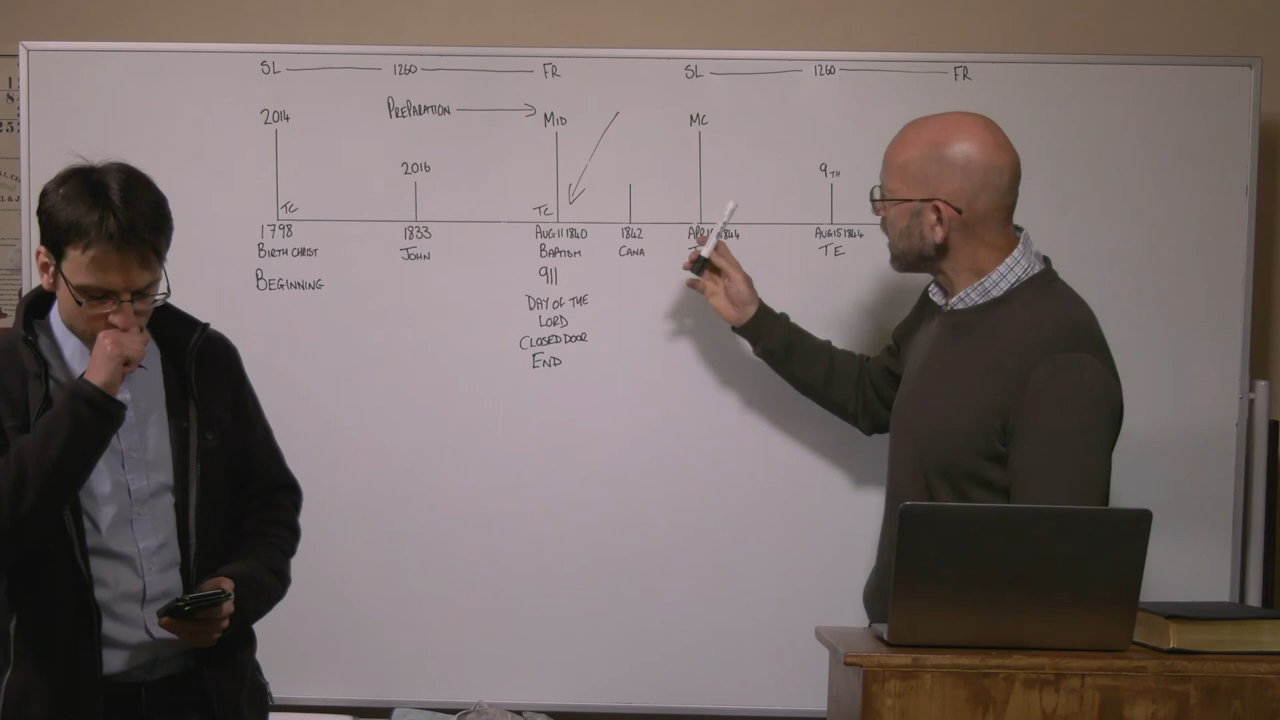 SL 1260 FR SL 1260 FR
2014 PREPARATION MID MC
2016 9TH
TC TC
1798 1833 AUG 11 1840 1842 1844 AUG 15 1844
BIRTH CHRIST JOHN BAPTISM CANA TE
BEGINNING 911
DAY OF THE
LORD
CLOSED DOOR
END